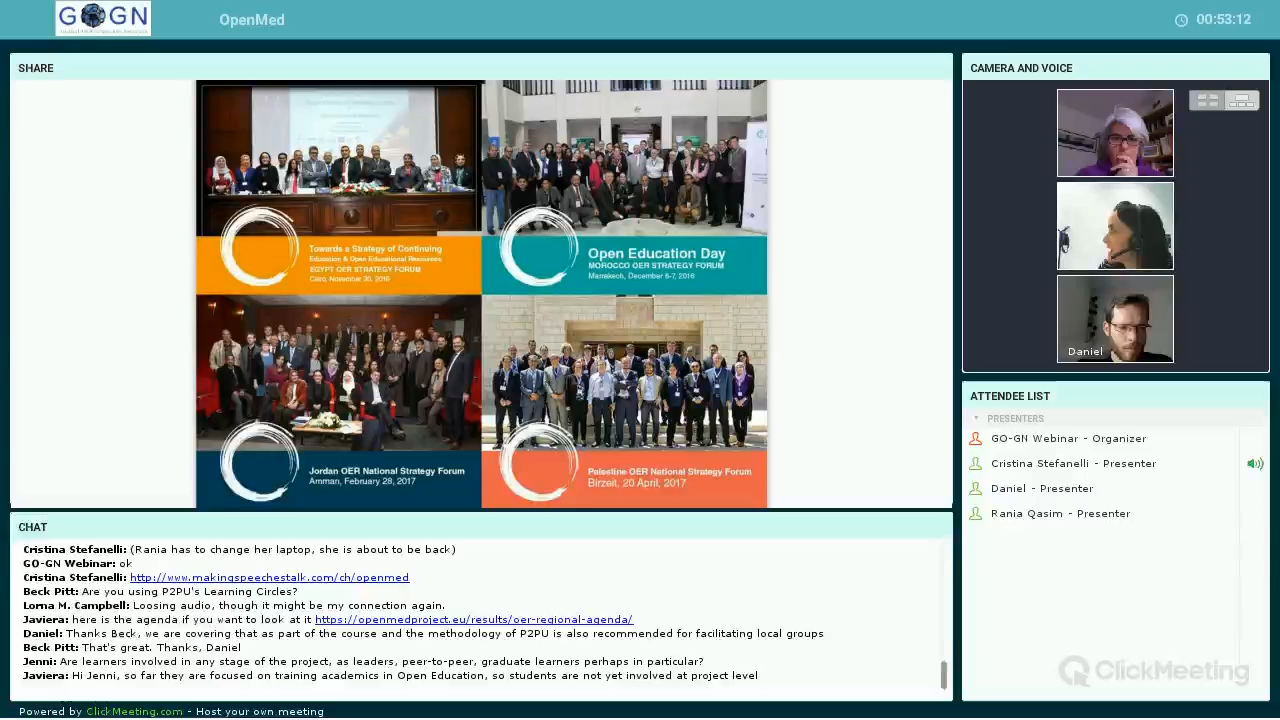 GOGN
OpenMed
00:53:12
SHARE
CAMERA AND VOICE
Towards a Strategy of Continuing
Education & Open Educational Resources
EGYPT OER STRATEGY FORUM
Cairo, November 30, 2016
Open Education Day
MOROCCO OER STRATEGY FORUM
Marrakech, December 6-7, 2016
Jordan OER National Strategy Forum
Amman, February 28, 2017
Palestine OER National Strategy Forum
Birzeit, 20 April, 2017
Daniel
ATTENDEE LIST
PRESENTERS
GO-GN Webinar - Organizer
Cristina Stefanelli - Presenter
Daniel - Presenter
Rania Qasim - Presenter
CHAT
Cristina Stefanelli: (Rania has to change her laptop, she is about to be back)
GO-GN Webinar: ok
Cristina Stefanelli: http://www.makingspeechestalk.com/ch/openmed
Beck Pitt: Are you using P2PU's Learning Circles?
Lorna M. Campbell: Loosing audio, though it might be my connection again.
Javiera: here is the agenda if you want to look at it https://openmedproject.eu/results/oer-regional-agenda/
Daniel: Thanks Beck, we are covering that as part of the course and the methodology of P2PU is also recommended for facilitating local groups
Beck Pitt: That's great. Thanks, Daniel
Jenni: Are learners involved in any stage of the project, as leaders, peer-to-peer, graduate learners perhaps in particular?
Javiera: Hi Jenni, so far they are focused on training academics in Open Education, so students are not yet involved at project level
ClickMeeting
Powered by ClickMeeting.com - Host your own meeting